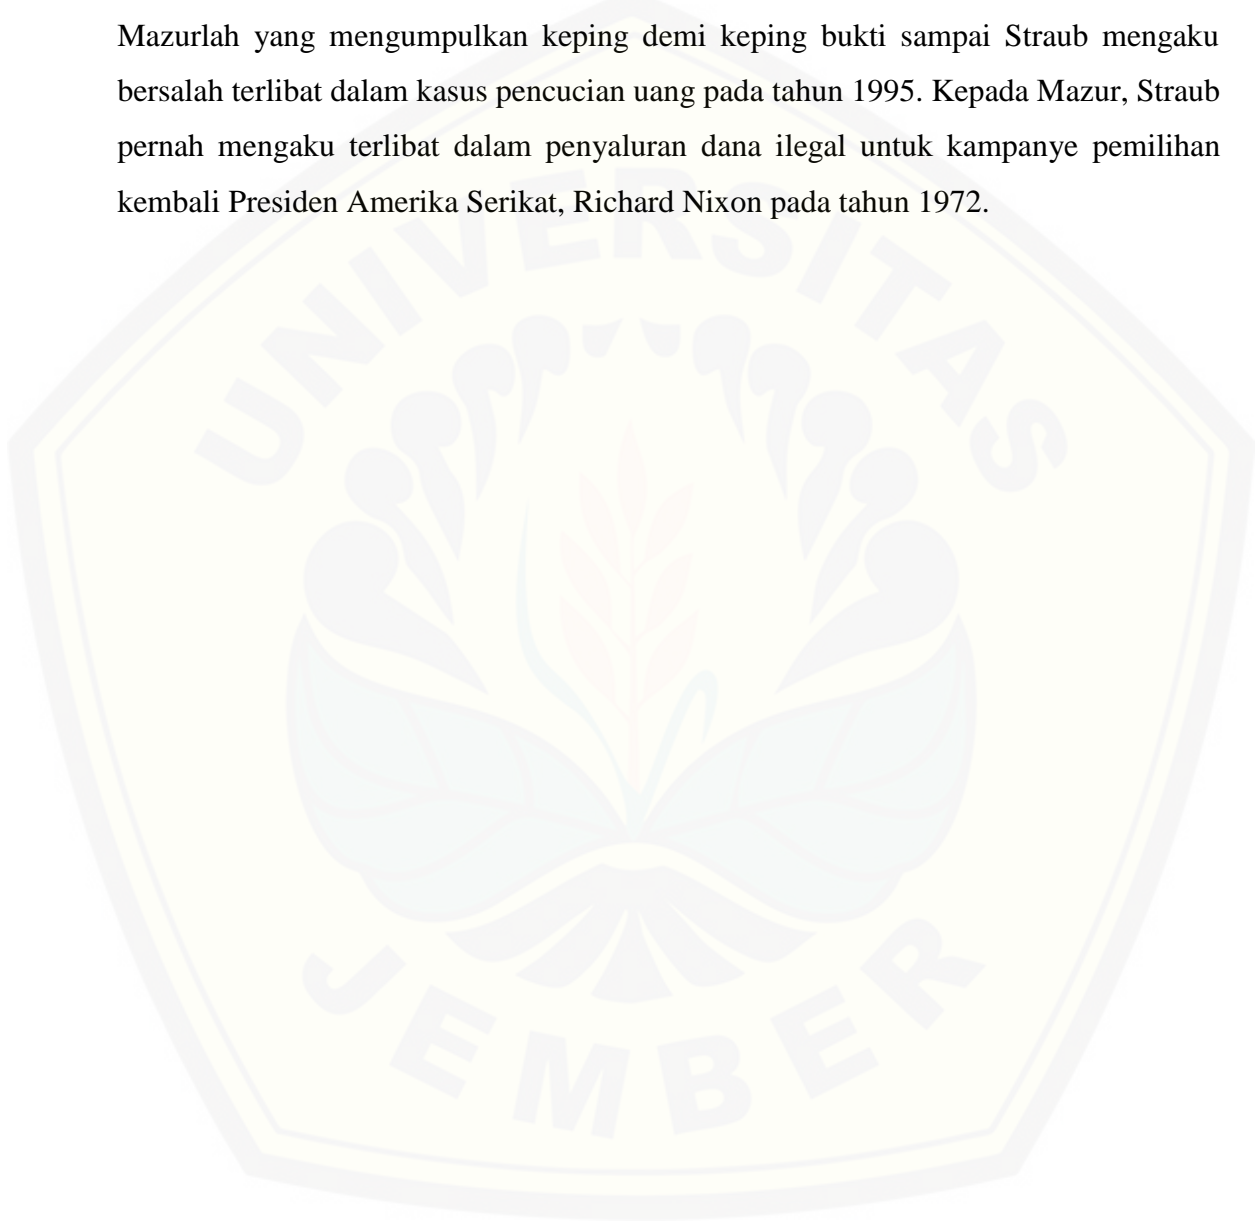 Mazurlah yang mengumpulkan keping demi keping bukti sampai Straub mengaku
bersalah terlibat dalam kasus pencucian uang pada tahun 1995. Kepada Mazur, Straub
pernah mengaku terlibat dalam penyaluran dana ilegal untuk kampanye pemilihan
kembali Presiden Amerika Serikat, Richard Nixon pada tahun 1972.
UNIVERSITAS
JEMBER